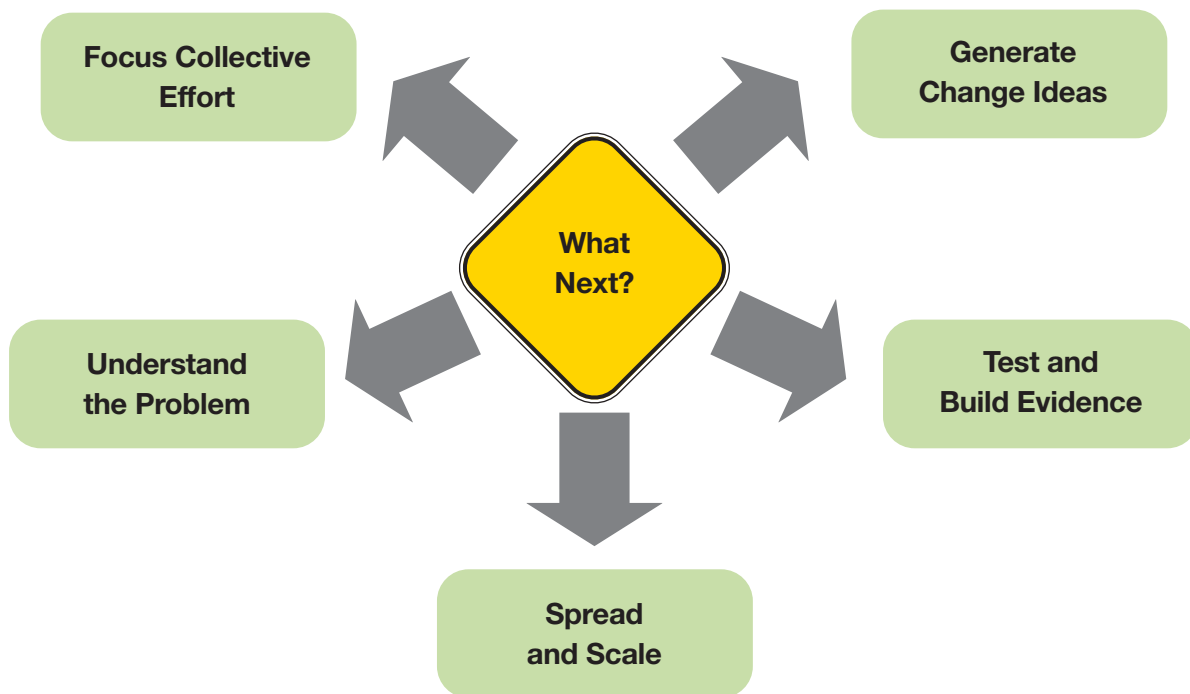 Focus Collective
Effort
Generate
Change Ideas
What
Next?
Understand
the Problem
Test and
Build Evidence
Spread
and Scale